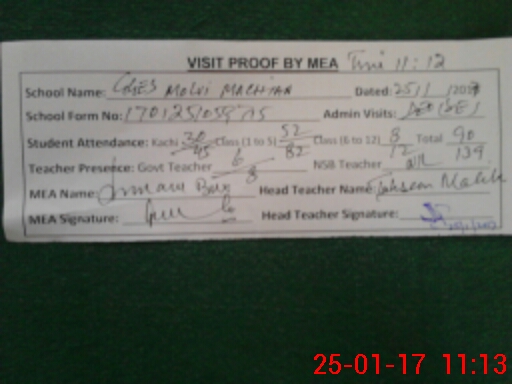 VISIT PROOF BY MEA Time 11:12
School Name: GGES Molvi MACHIAN Dated: 25/1/2017
School Form No: Admin Visits:
Student Attendance: Kachi 30/45 Class (1 to 5) 52/82 Class (6 to 12) 8/12 Total 90/139
Teacher Presence: Govt Teacher 6/8 NSB Teacher Nil
MEA Name: Head Teacher Name: Tahseen Malik
MEA Signature: Head Teacher Signature:
25-01-17 11:13